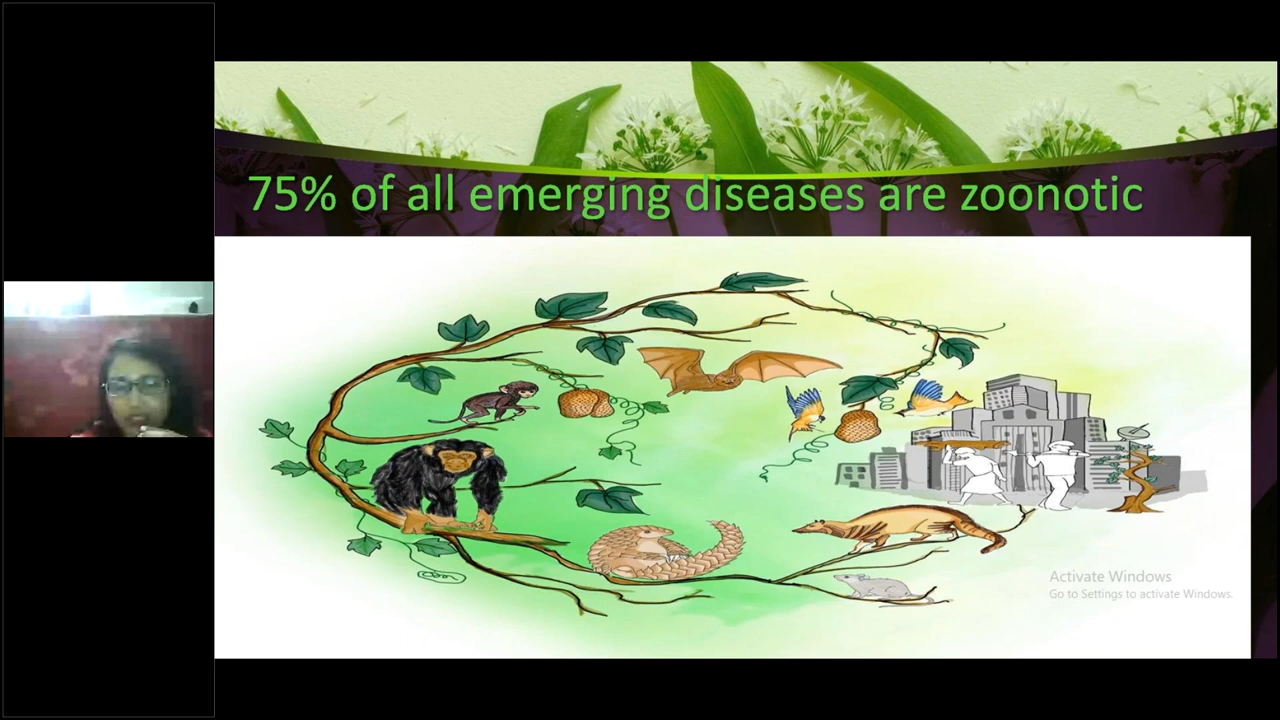 75% of all emerging diseases are zoonotic
Activate Windows
Go to Settings to activate Windows.